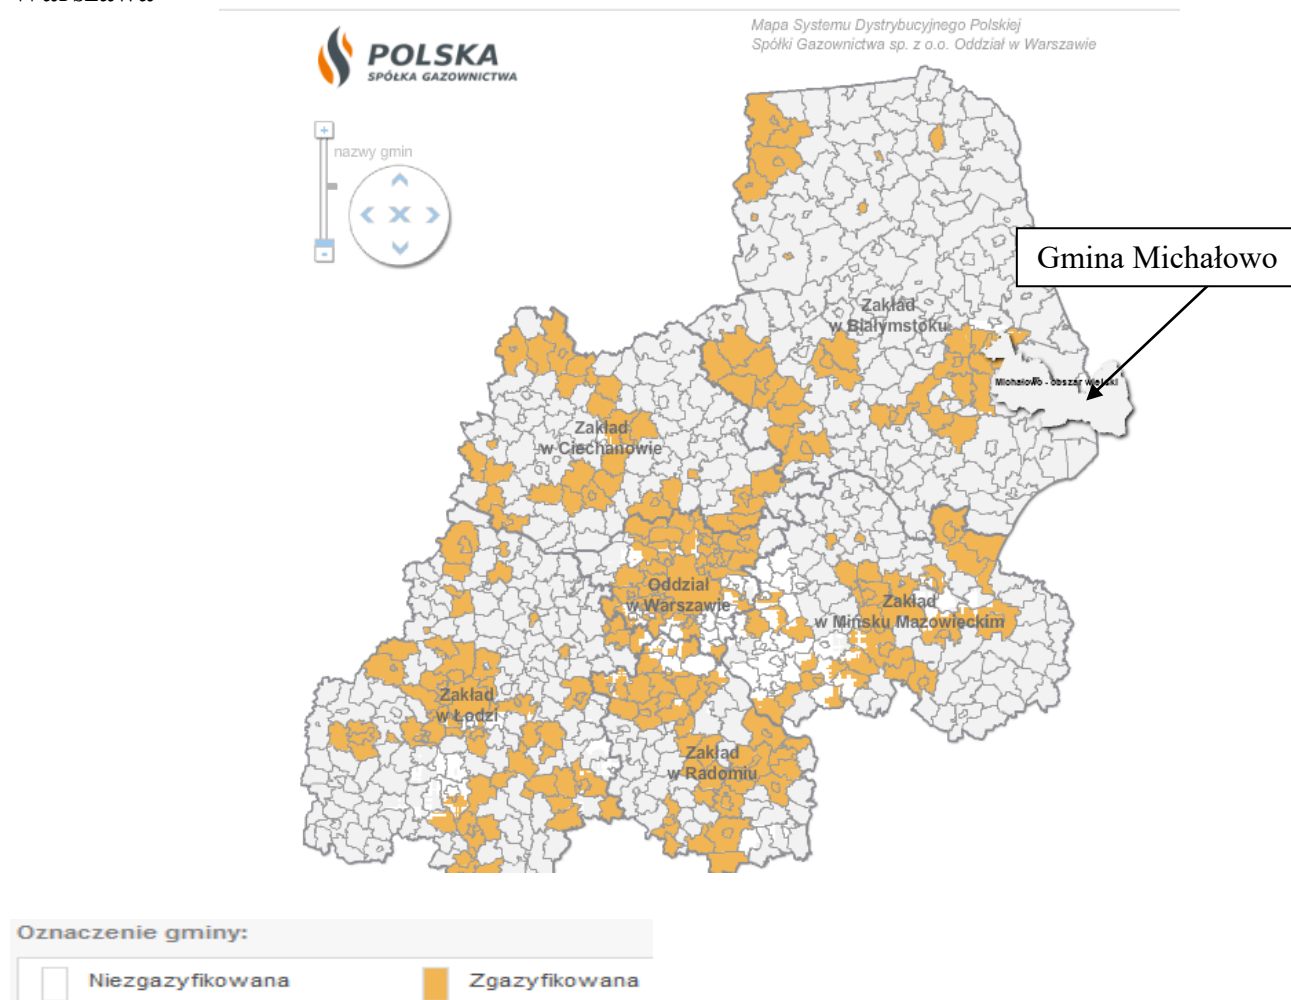 Warszawa
Mapa Systemu Dystrybucyjnego Polskiej
Spółki Gazownictwa sp. z o.o. Oddział w Warszawie
POLSKA
SPÓŁKA GAZOWNICTWA
+
nazwy gmin
-
Gmina Michałowo
Zakład
w Białymstoku
Michałowo - obszar wiejski
Zakład
w Ciechanowie
Oddział
w Warszawie
Zakład
w Mińsku Mazowieckim
Zakład
w Łodzi
Zakład
w Radomiu
Oznaczenie gminy:
Niezgazyfikowana
Zgazyfikowana